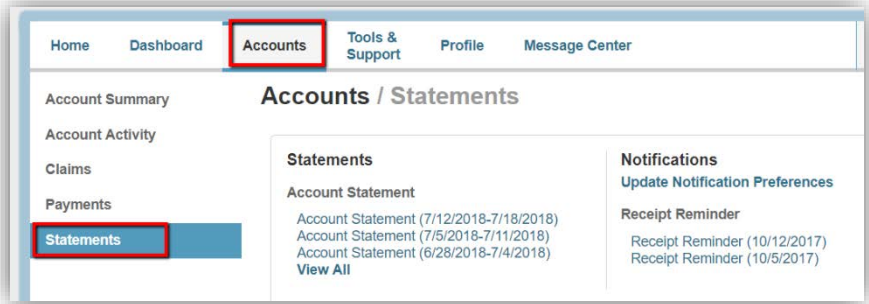 Home Dashboard Accounts Tools & Support Profile Message Center
Account Summary
Account Activity
Claims
Payments
Statements
Accounts / Statements
Statements
Account Statement
Account Statement (7/12/2018-7/18/2018)
Account Statement (7/5/2018-7/11/2018)
Account Statement (6/28/2018-7/4/2018)
View All
Notifications
Update Notification Preferences
Receipt Reminder
Receipt Reminder (10/12/2017)
Receipt Reminder (10/5/2017)